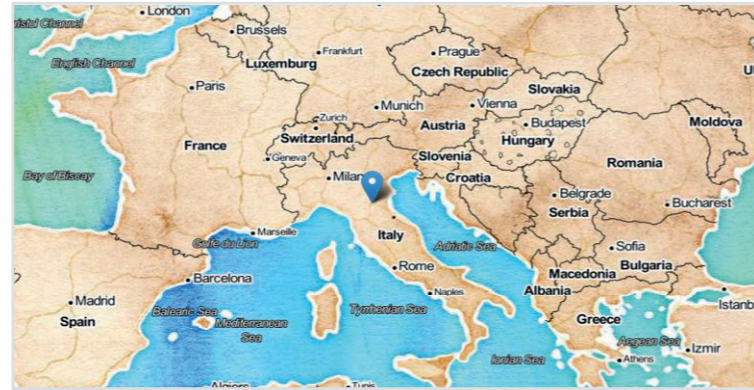 London
Bristol Channel
Brussels
English Channel
Luxemburg
Frankfurt
Prague
Czech Republic
Slovakia
Paris
Munich
Vienna
Moldova
France
Zurich
Switzerland
Austria
Budapest
Hungary
Geneva
Slovenia
Romania
Bay of Biscay
Milan
Croatia
Belgrade
Bucharest
Serbia
Marseille
Golfe du Lion
Italy
Adriatic Sea
Sofia
Barcelona
Rome
Macedonia
Bulgaria
Madrid
Albania
Naples
Istanb
Balearic Sea
Tyrrhenian Sea
Spain
Mediterranean
Sea
Greece
Aegean Sea
Izmir
Ionian Sea
Athens
Algiers
Tunis